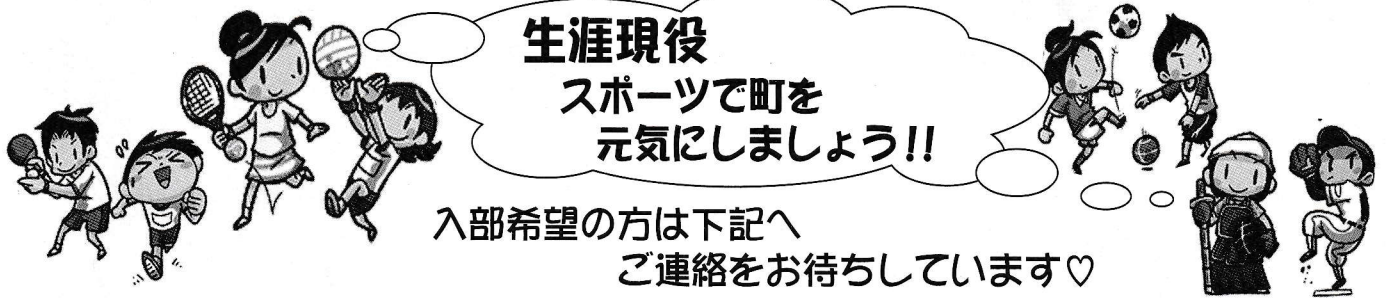 生涯現役
スポーツで町を
元気にしましょう!!
入部希望の方は下記へ
ご連絡をお待ちしています♡